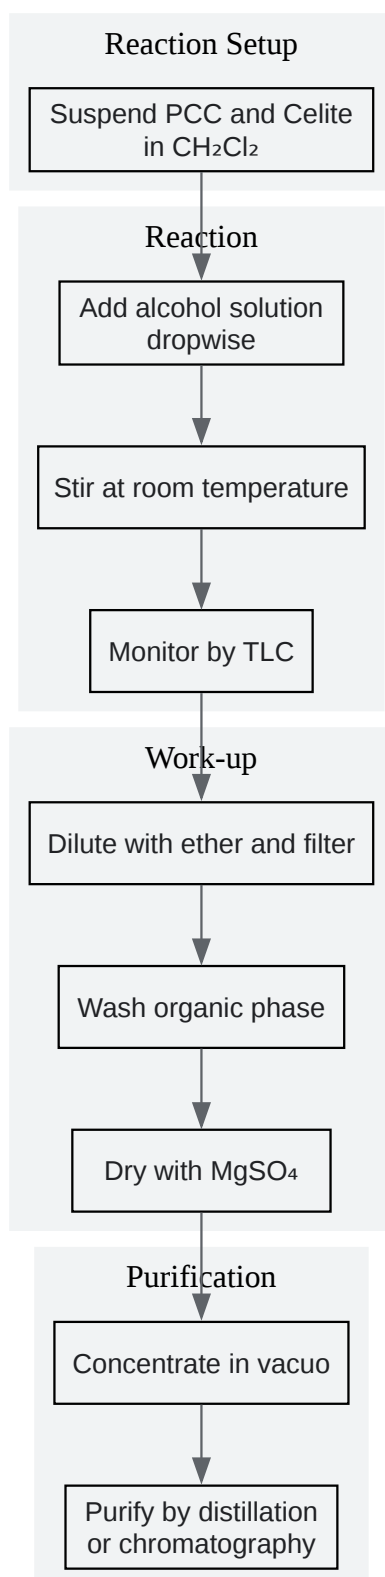 Reaction Setup
Suspend PCC and Celite
in CH₂Cl₂
Reaction
Add alcohol solution
dropwise
Stir at room temperature
Monitor by TLC
Work-up
Dilute with ether and filter
Wash organic phase
Dry with MgSO₄
Purification
Concentrate in vacuo
Purify by distillation
or chromatography